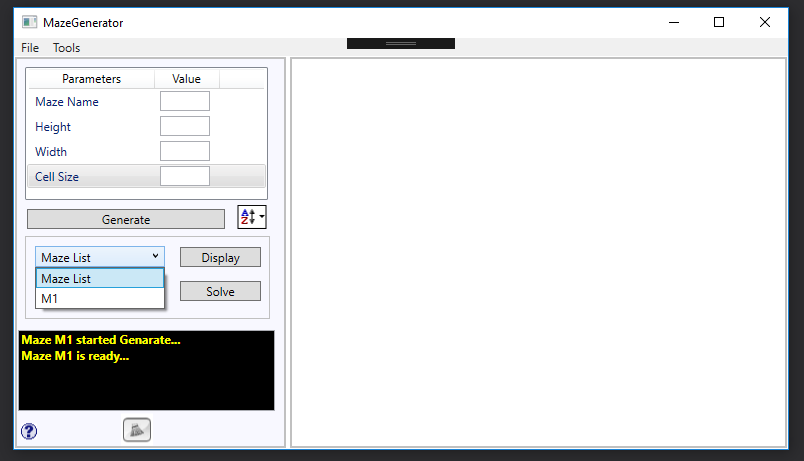 MazeGenerator
File Tools
Parameters Value
Maze Name
Height
Width
Cell Size
Generate
A Z
Maze List
Display
Maze List
M1
Solve
Maze M1 started Genarate...
Maze M1 is ready...
?